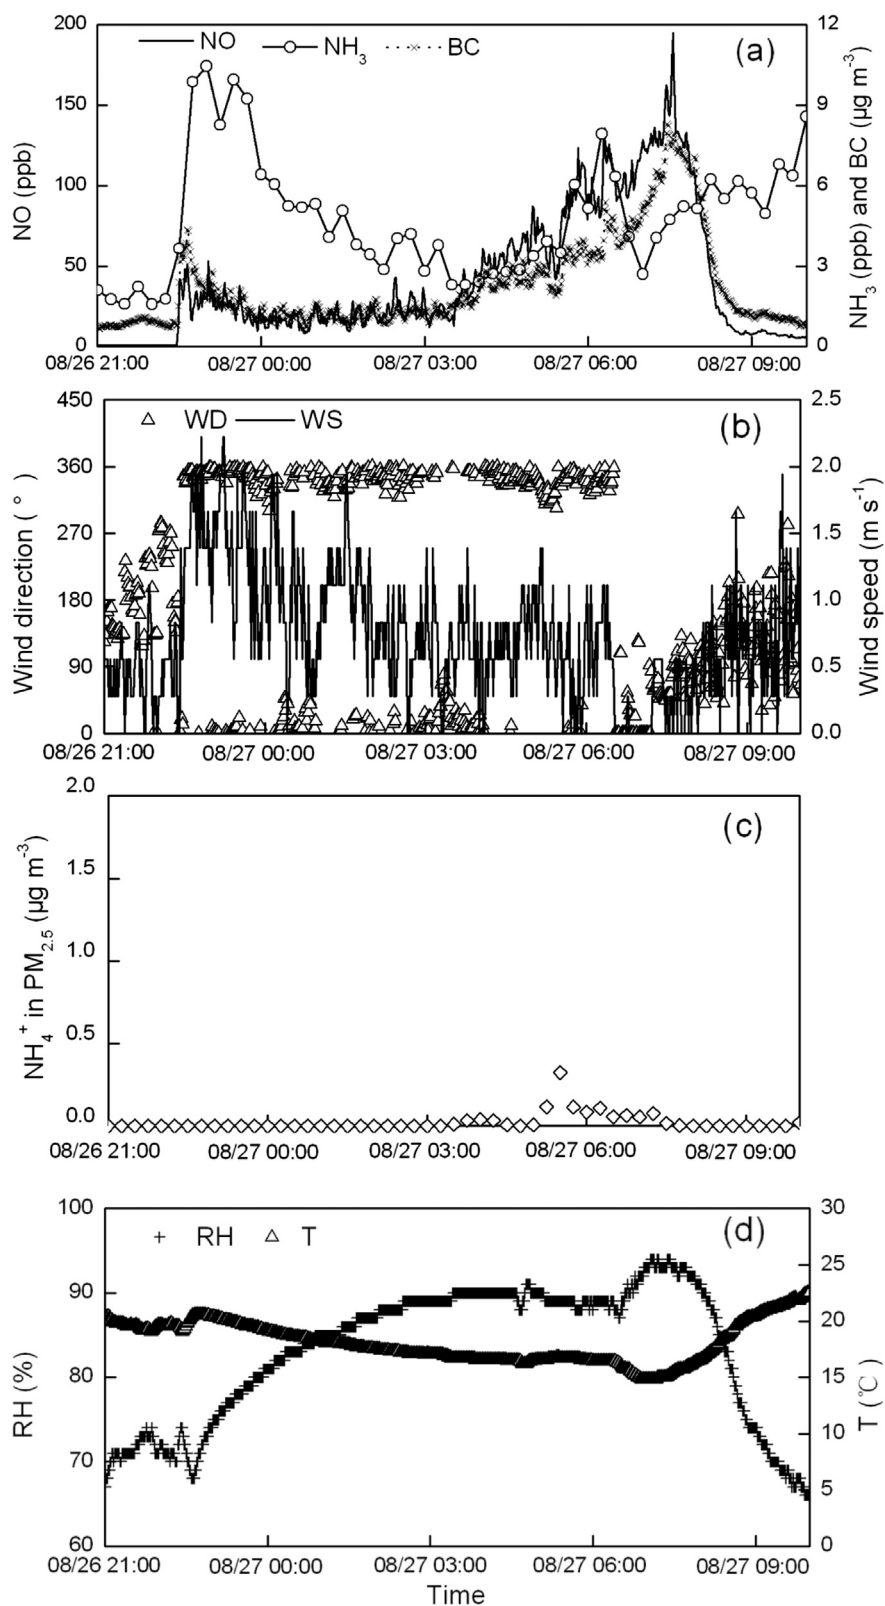 NO NH3 BC (a)
200
150
100
50
0
NO (ppb)
12
9
6
3
0
NH3 (ppb) and BC (µg m-3)
08/26 21:00 08/27 00:00 08/27 03:00 08/27 06:00 08/27 09:00
WD WS (b)
450
360
270
180
90
0
Wind direction ( ° )
2.5
2.0
1.5
1.0
0.5
0.0
Wind speed (m s-1)
08/26 21:00 08/27 00:00 08/27 03:00 08/27 06:00 08/27 09:00
(c)
2.0
1.5
1.0
0.5
0.0
NH4+ in PM2.5 (µg m-3)
08/26 21:00 08/27 00:00 08/27 03:00 08/27 06:00 08/27 09:00
RH T (d)
100
90
80
70
60
RH (%)
30
25
20
15
10
5
0
T (℃)
08/26 21:00 08/27 00:00 08/27 03:00 08/27 06:00 08/27 09:00
Time